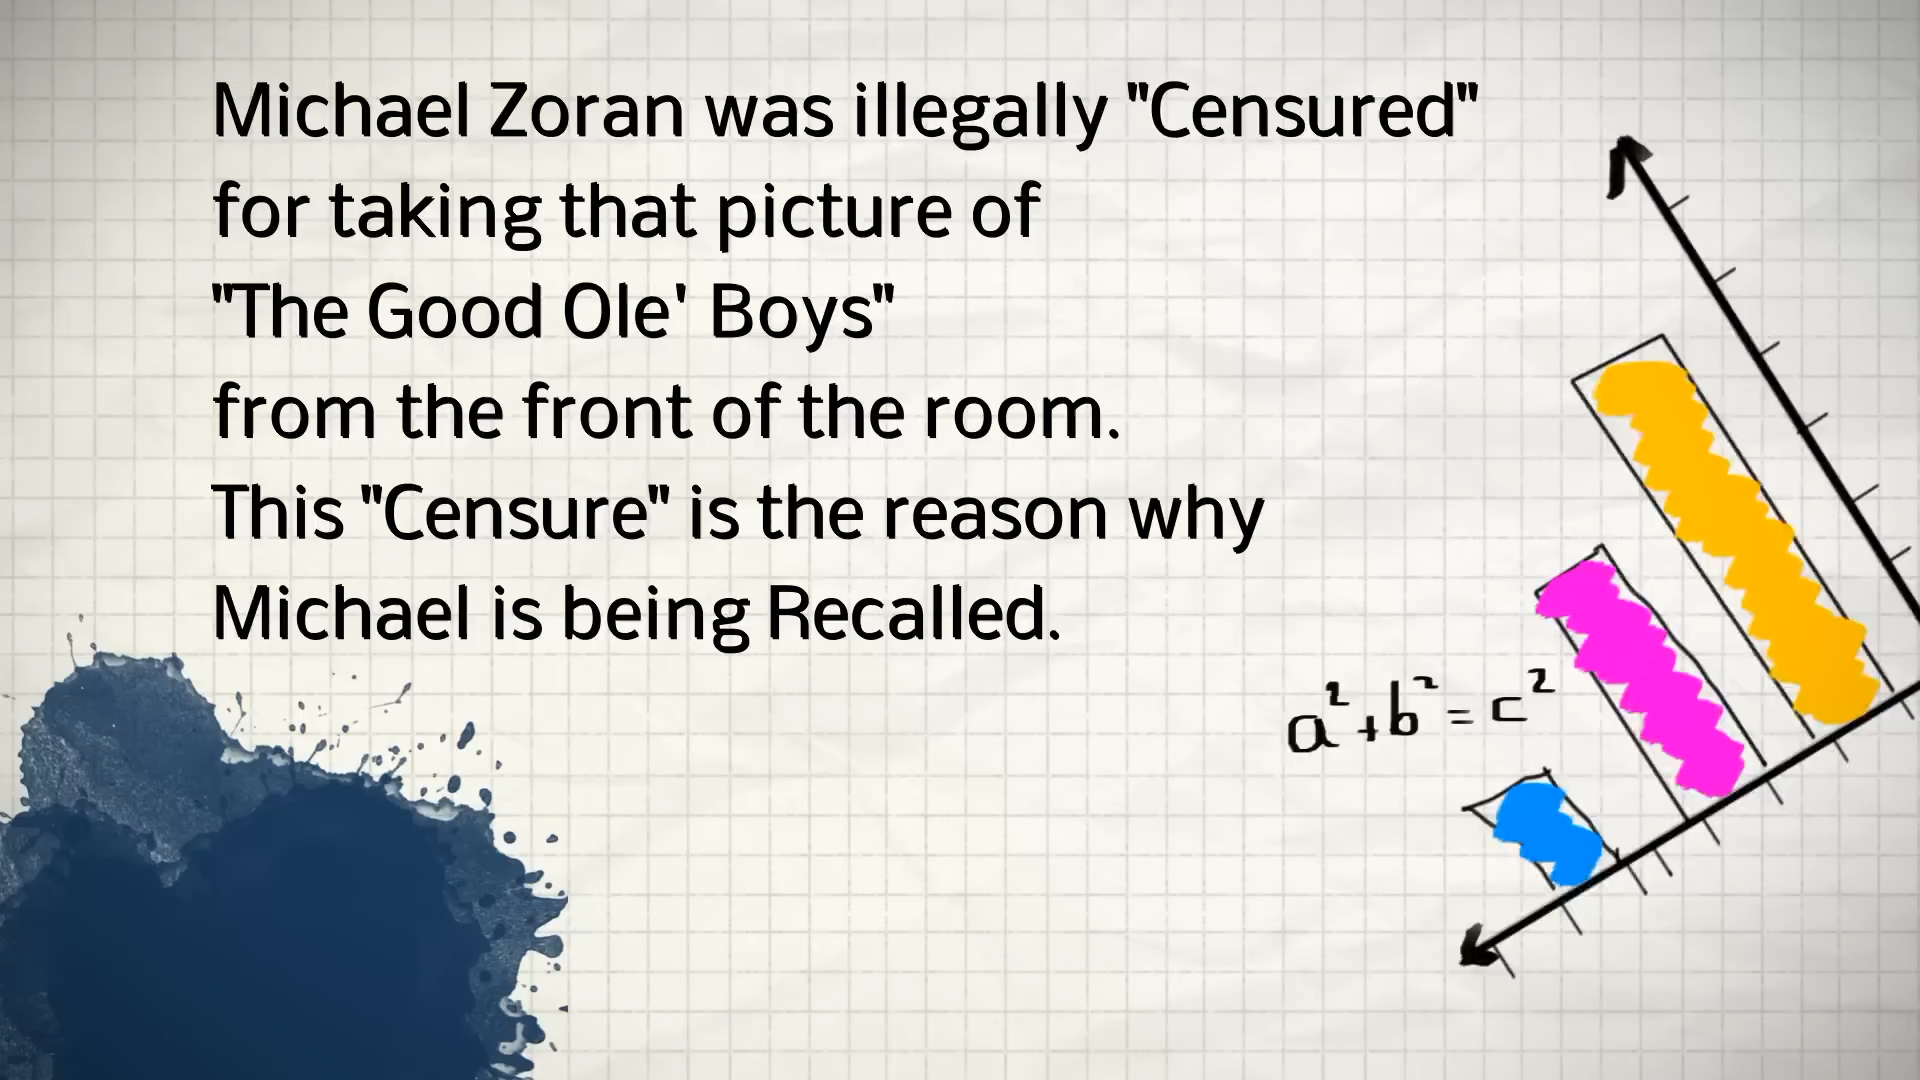 Michael Zoran was illegally "Censured"
for taking that picture of
"The Good Ole' Boys"
from the front of the room.
This "Censure" is the reason why
Michael is being Recalled.
a² + b² = c²